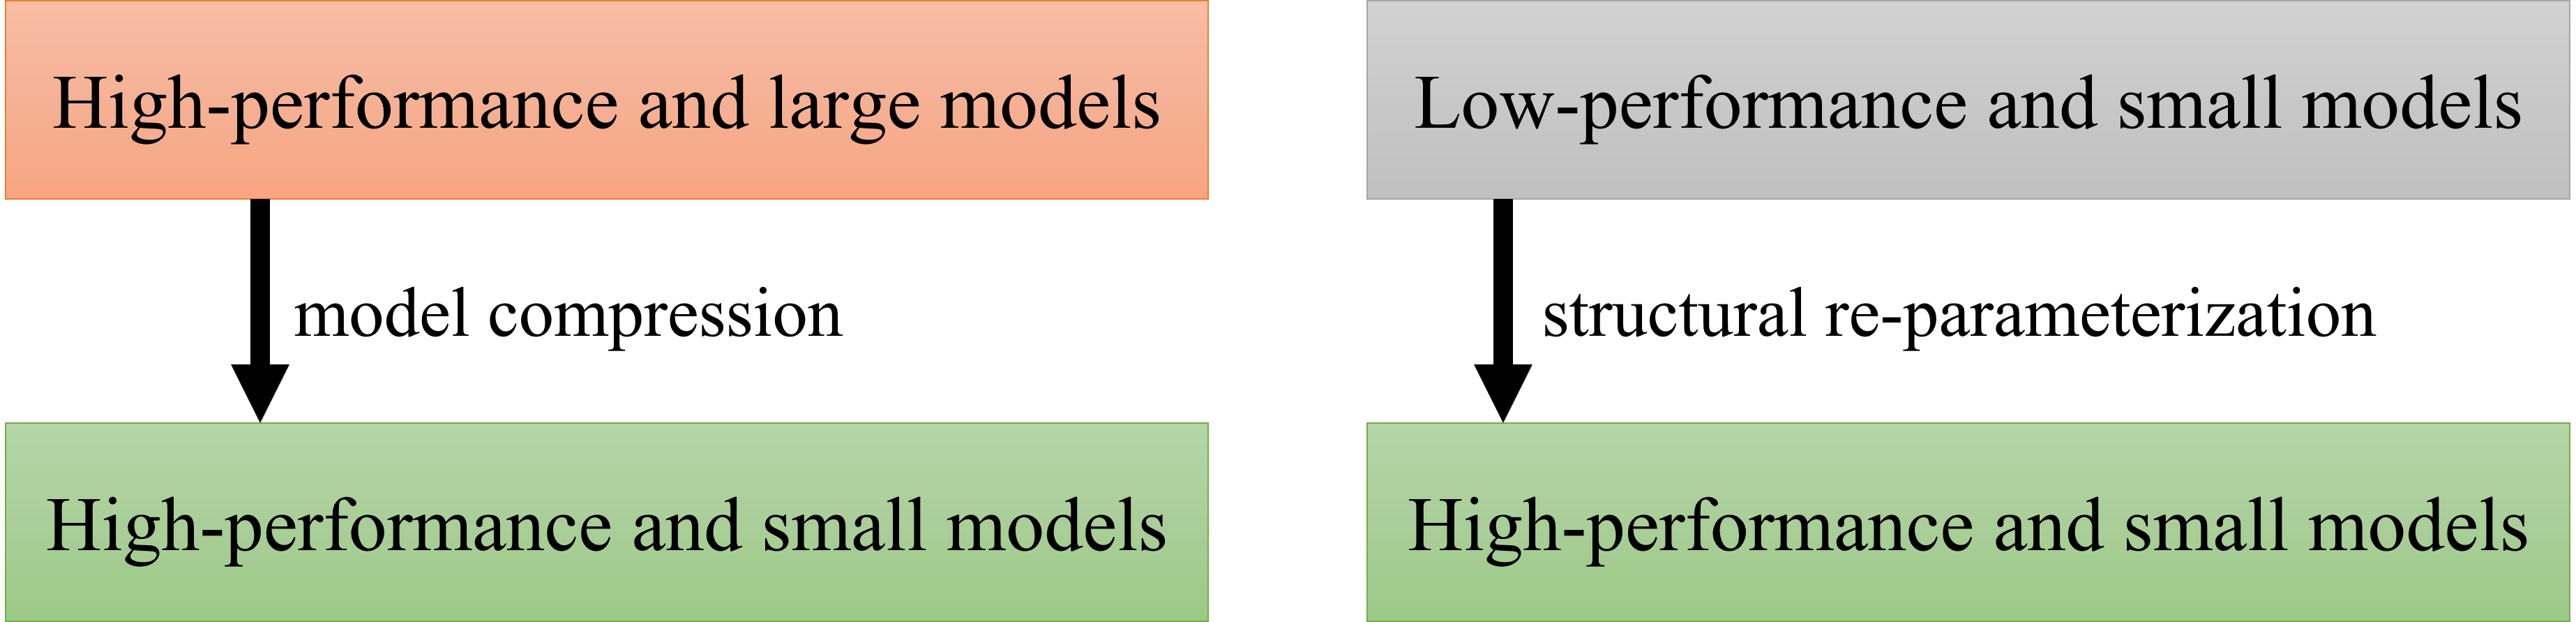 High-performance and large models
model compression
High-performance and small models
Low-performance and small models
structural re-parameterization
High-performance and small models